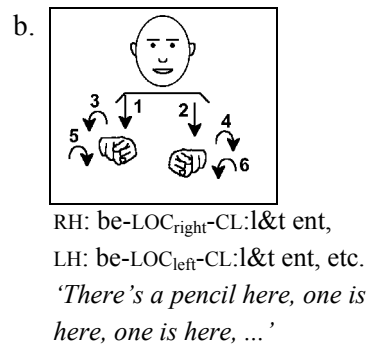 b.
3 1 2 4
5 6
RH: be-LOCright-CL:l&t ent,
LH: be-LOCleft-CL:l&t ent, etc.
‘There’s a pencil here, one is
here, one is here, ...’